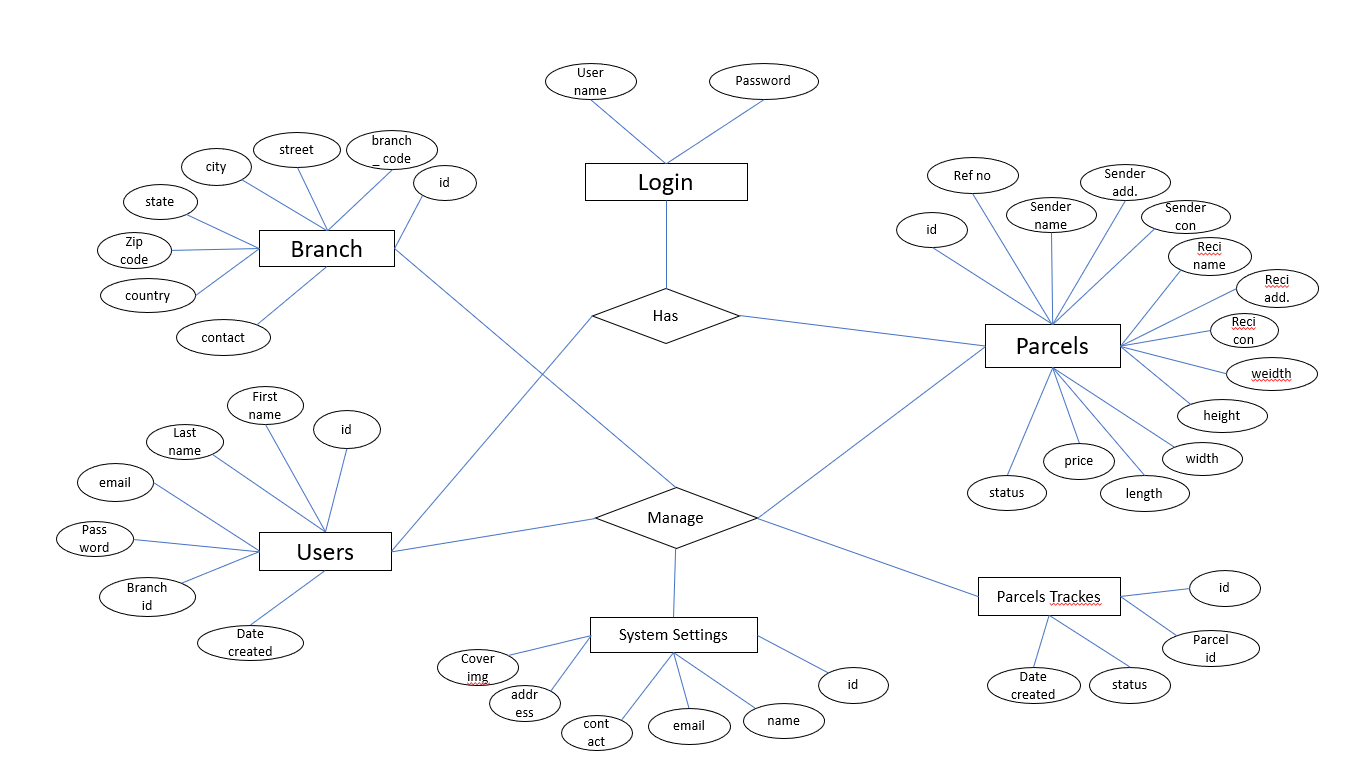 User
name
Password
Login
branch
_ code
street
city
id
state
Branch
Zip
code
country
contact
Has
Ref no
Sender
add.
Sender
name
Sender
con
id
Reci
name
Reci
add.
Reci
con
Parcels
weidth
height
width
price
length
status
First
name
id
Last
name
email
Pass
word
Users
Branch
id
Date
created
Manage
System Settings
Cover
img
addr
ess
cont
act
email
name
id
Parcels Trackes
id
Parcel
id
Date
created
status